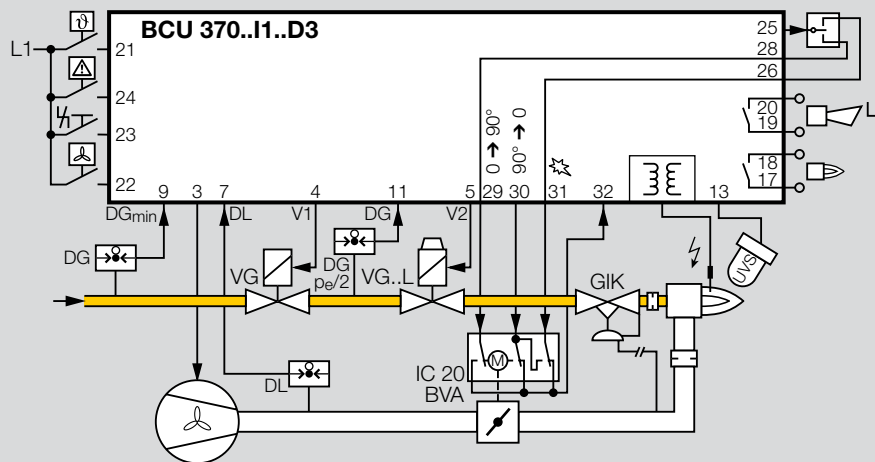 BCU 370..I1..D3
25
28
26
L1
21
24
23
22
20
19
18
17
L
0 → 90°
90° → 0
9
3
7
4
11
5
29
30
31
32
13
DGmin
DL
V1
DG
V2
DG
VG
DG
pe/2
VG..L
GIK
UVS
M
IC 20
BVA
DL